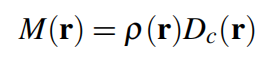 M(r) = ρ(r)D_c(r)